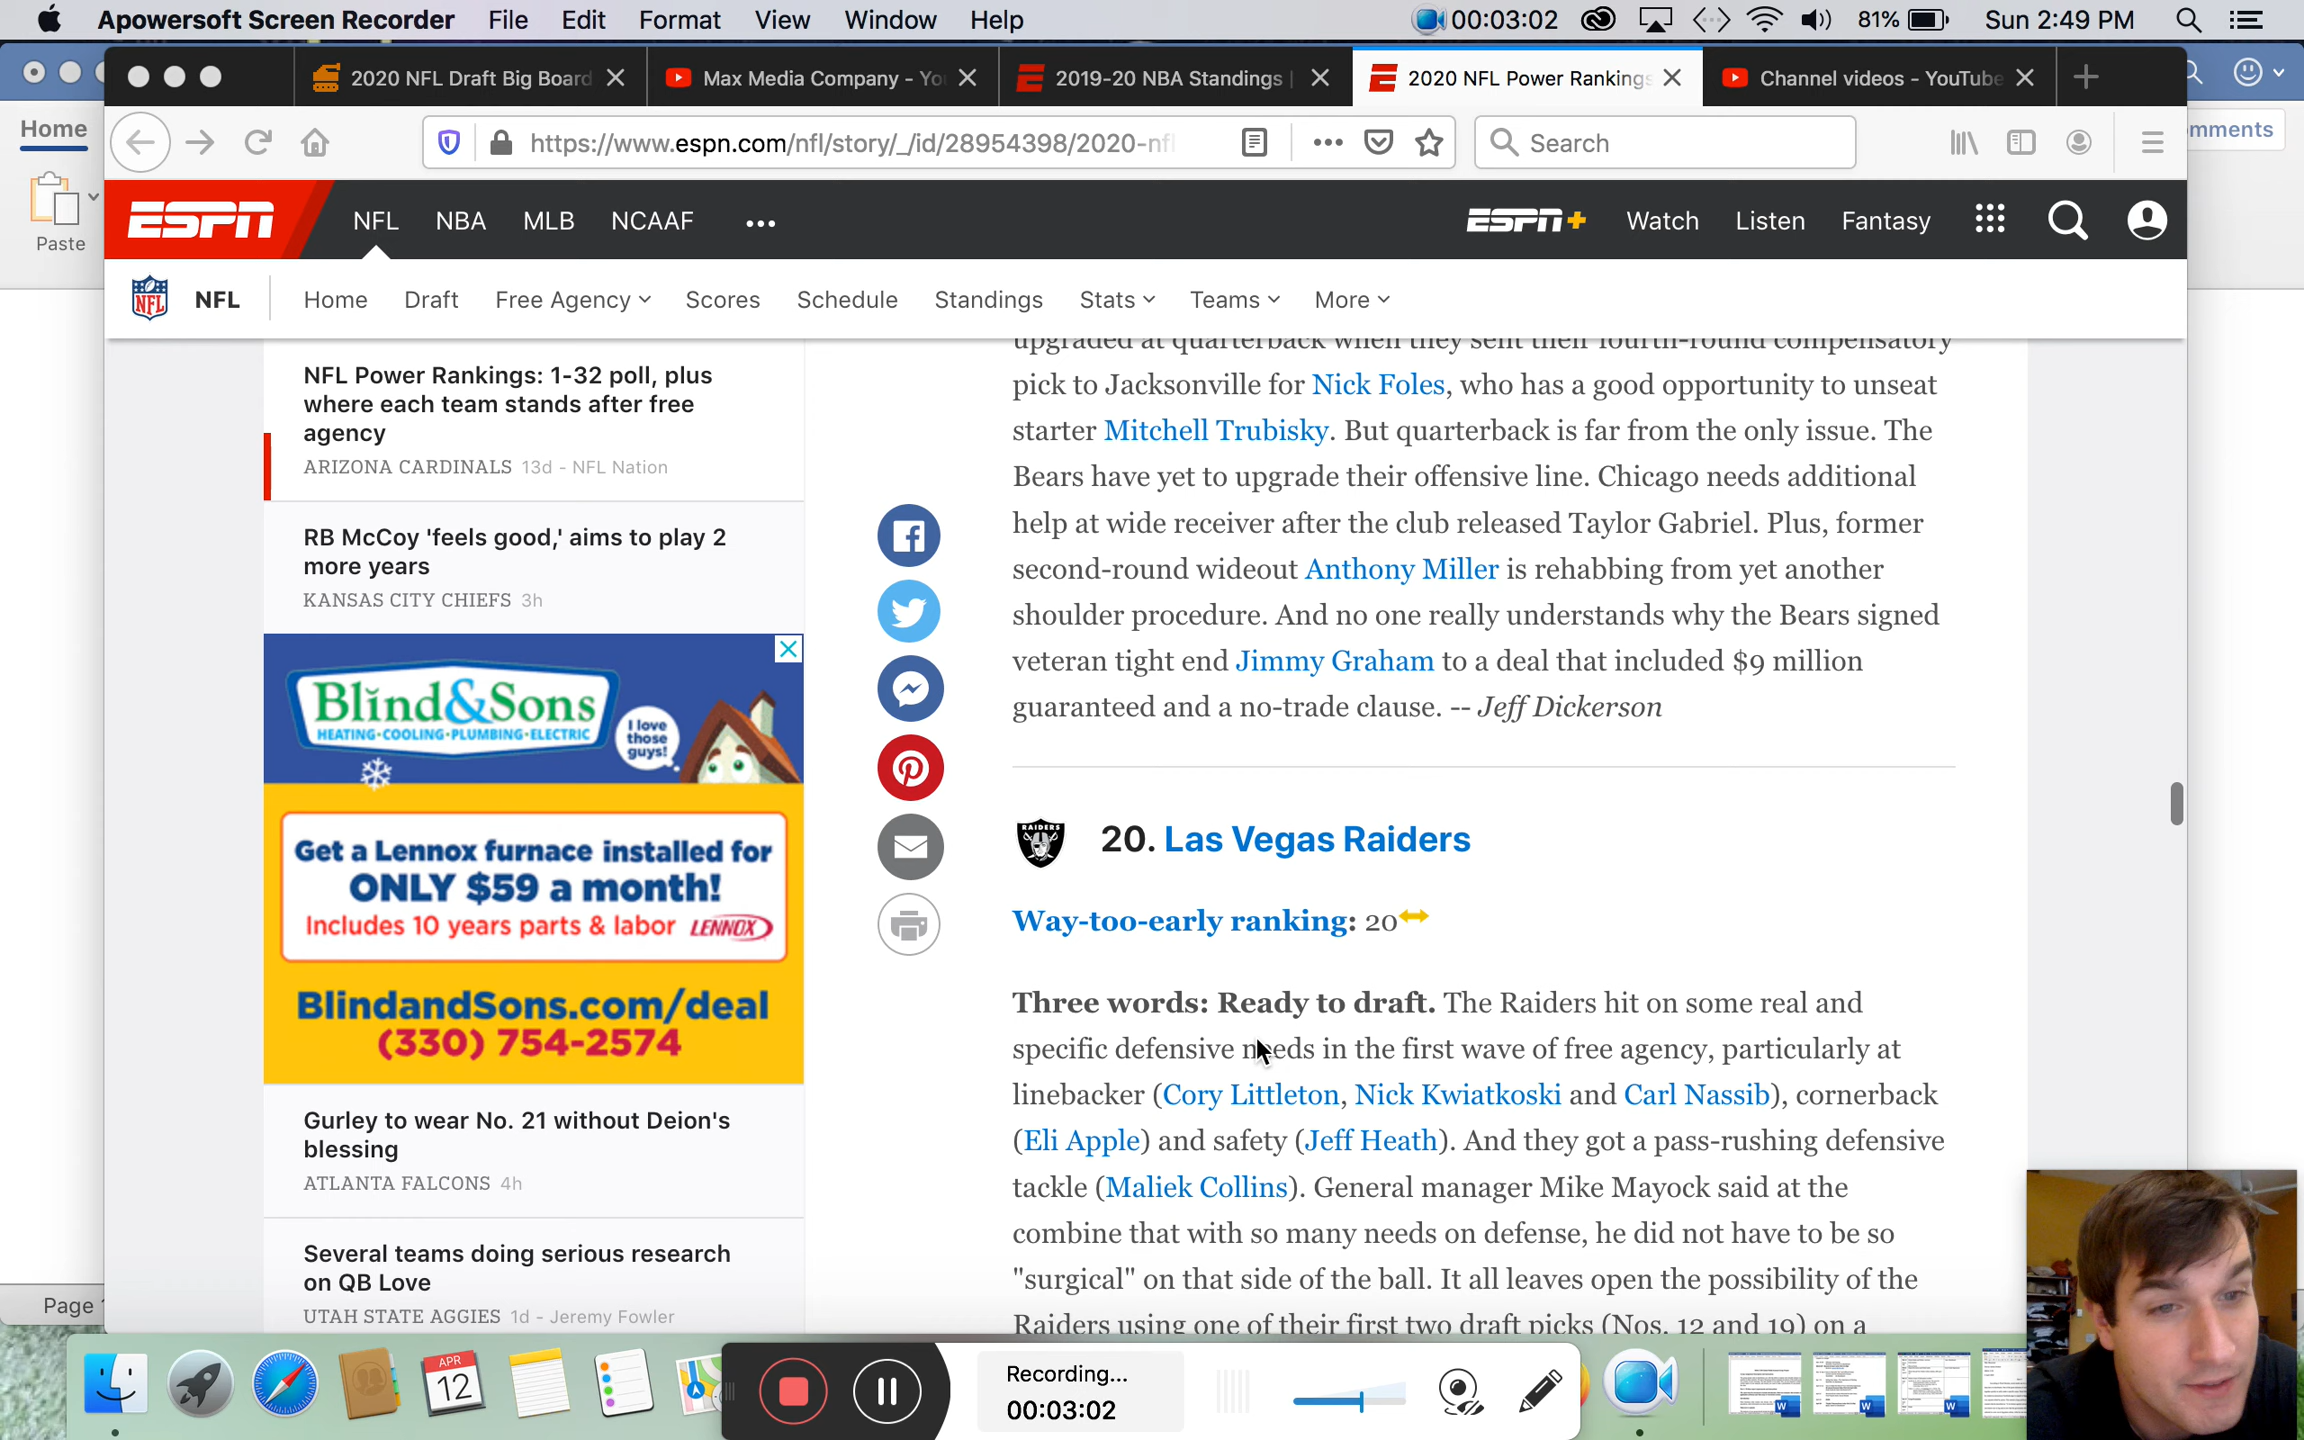 Apowersoft Screen Recorder File Edit Format View Window Help 00:03:02 81% Sun 2:49 PM
2020 NFL Draft Big Board Max Media Company - Yo 2019-20 NBA Standings | 2020 NFL Power Rankings Channel videos - YouTube
Home
https://www.espn.com/nfl/story/_/id/28954398/2020-nfl Search
mments
Paste
ESPN NFL NBA MLB NCAAF ••• ESPN+ Watch Listen Fantasy
NFL NFL Home Draft Free Agency Scores Schedule Standings Stats Teams More
NFL Power Rankings: 1-32 poll, plus
where each team stands after free
agency
ARIZONA CARDINALS 13d - NFL Nation
RB McCoy 'feels good,' aims to play 2
more years
KANSAS CITY CHIEFS 3h
Blind&Sons
HEATING·COOLING·PLUMBING·ELECTRIC
I love
those
guys!
Get a Lennox furnace installed for
ONLY $59 a month!
Includes 10 years parts & labor LENNOX
BlindandSons.com/deal
(330) 754-2574
Gurley to wear No. 21 without Deion's
blessing
ATLANTA FALCONS 4h
Several teams doing serious research
on QB Love
UTAH STATE AGGIES 1d - Jeremy Fowler
upgraded at quarterback when they sent their fourth-round compensatory
pick to Jacksonville for Nick Foles, who has a good opportunity to unseat
starter Mitchell Trubisky. But quarterback is far from the only issue. The
Bears have yet to upgrade their offensive line. Chicago needs additional
help at wide receiver after the club released Taylor Gabriel. Plus, former
second-round wideout Anthony Miller is rehabbing from yet another
shoulder procedure. And no one really understands why the Bears signed
veteran tight end Jimmy Graham to a deal that included $9 million
guaranteed and a no-trade clause. -- Jeff Dickerson
RAIDERS
20. Las Vegas Raiders
Way-too-early ranking: 20
Three words: Ready to draft. The Raiders hit on some real and
specific defensive needs in the first wave of free agency, particularly at
linebacker (Cory Littleton, Nick Kwiatkoski and Carl Nassib), cornerback
(Eli Apple) and safety (Jeff Heath). And they got a pass-rushing defensive
tackle (Maliek Collins). General manager Mike Mayock said at the
combine that with so many needs on defense, he did not have to be so
"surgical" on that side of the ball. It all leaves open the possibility of the
Raiders using one of their first two draft picks (Nos. 12 and 19) on a
Page
APR
12
Recording...
00:03:02
W W W